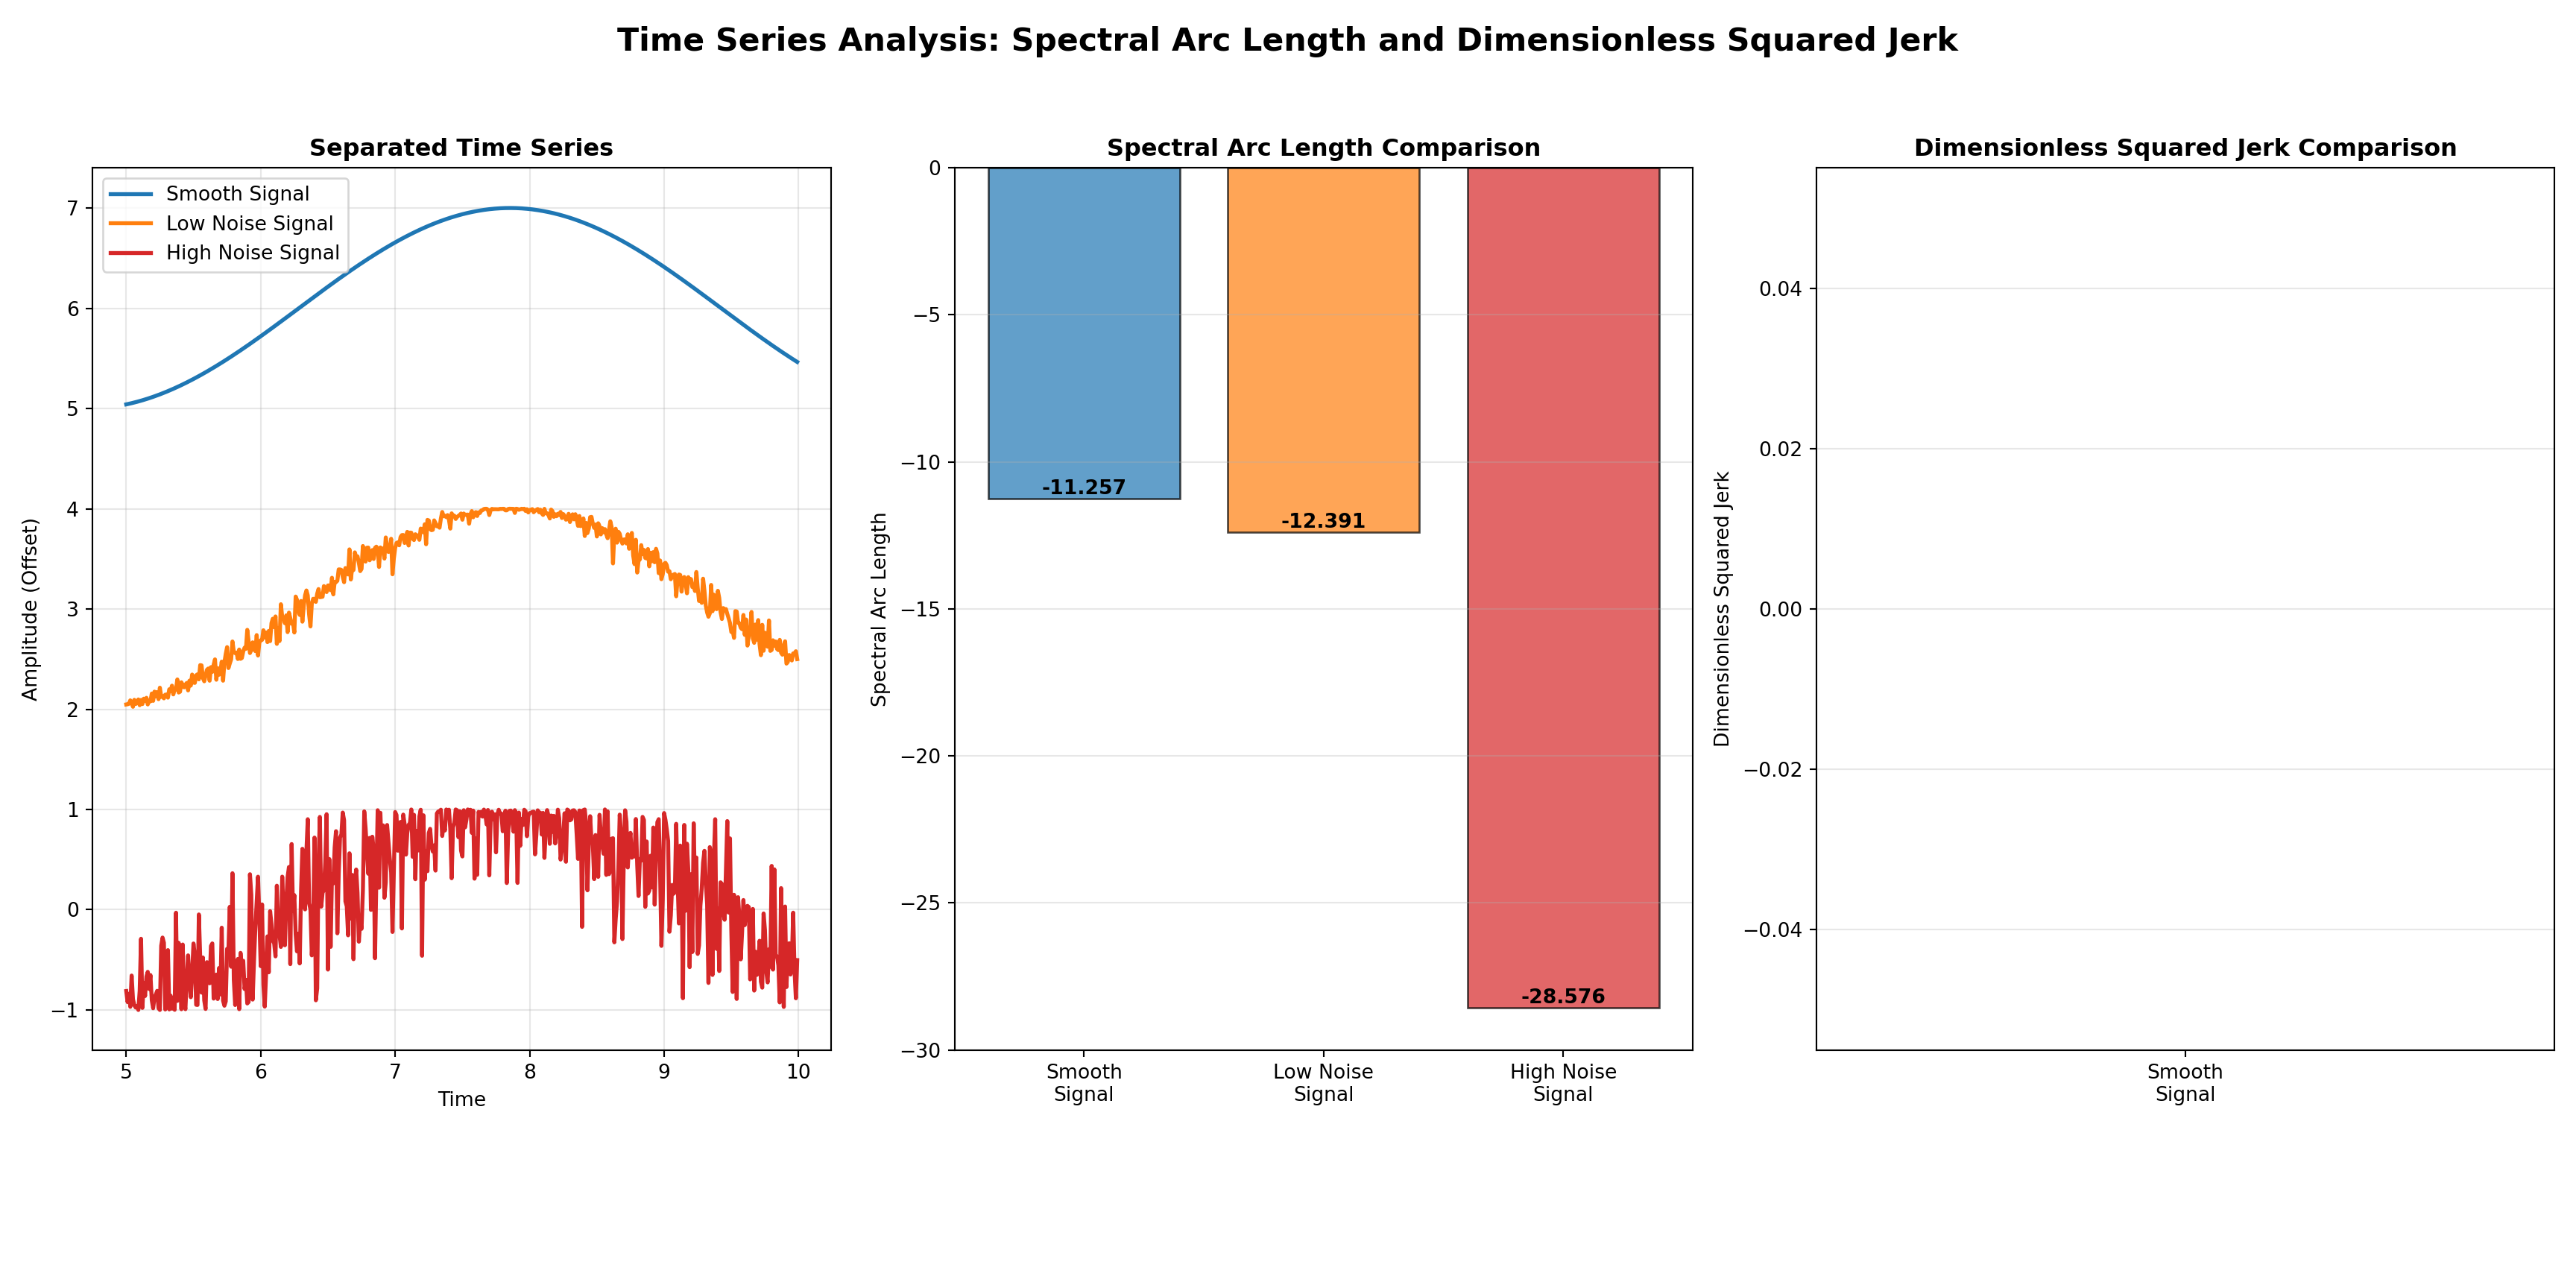 Time Series Analysis: Spectral Arc Length and Dimensionless Squared Jerk
Separated Time Series
Smooth Signal
Low Noise Signal
High Noise Signal
7
6
5
4
3
2
1
0
−1
Amplitude (Offset)
5 6 7 8 9 10
Time
Spectral Arc Length Comparison
0
−5
−10
−15
−20
−25
−30
Spectral Arc Length
-11.257
-12.391
-28.576
Smooth
Signal
Low Noise
Signal
High Noise
Signal
Dimensionless Squared Jerk Comparison
0.04
0.02
0.00
−0.02
−0.04
Dimensionless Squared Jerk
Smooth
Signal